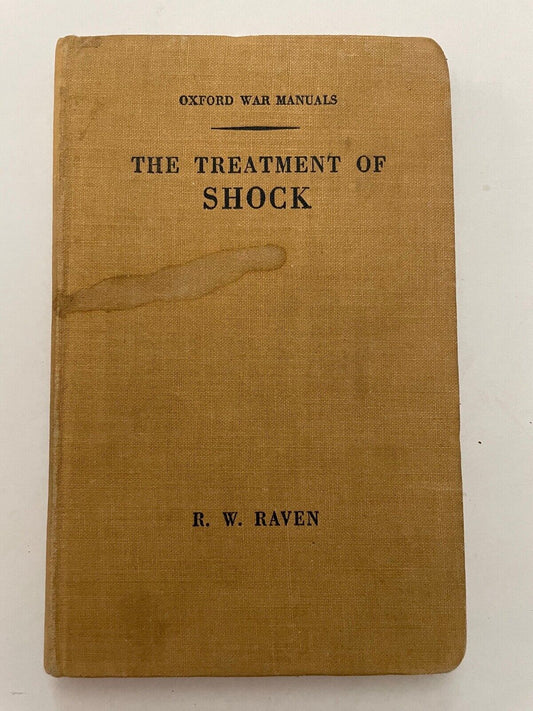 OXFORD WAR MANUALS
THE TREATMENT OF
SHOCK
R. W. RAVEN